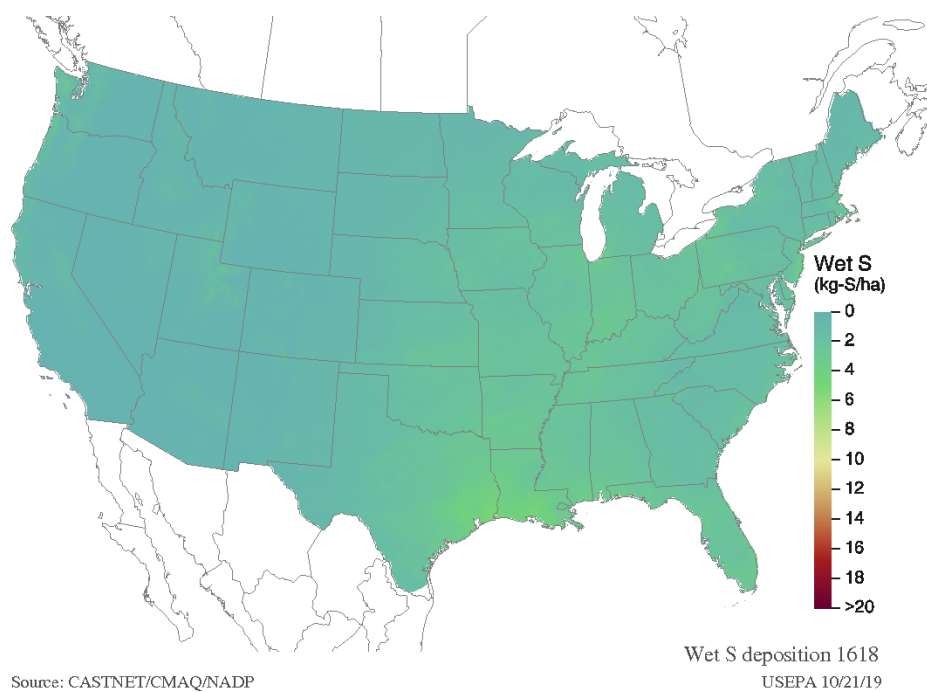 Wet S
(kg-S/ha)
0
2
4
6
8
10
12
14
16
18
>20
Wet S deposition 1618
Source: CASTNET/CMAQ/NADP
USEPA 10/21/19